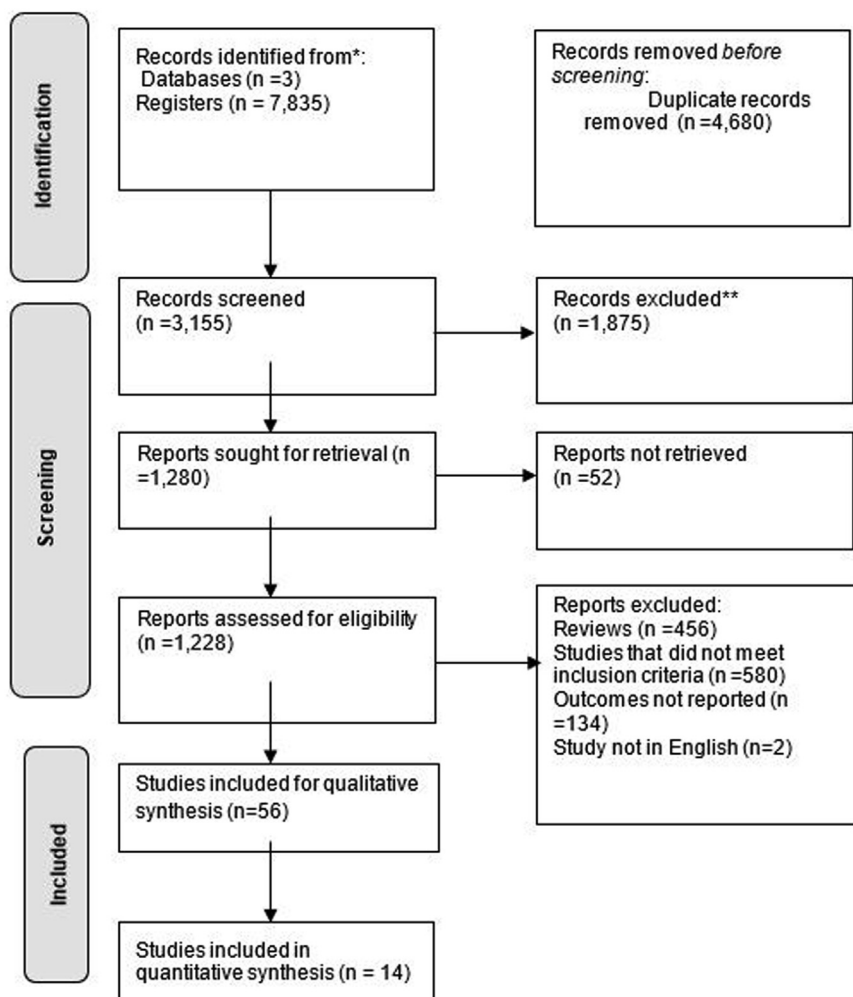 Identification
Records identified from*:
Databases (n =3)
Registers (n = 7,835)
Records removed before
screening:
Duplicate records
removed (n =4,680)
Screening
Records screened
(n =3,155)
Records excluded**
(n =1,875)
Reports sought for retrieval (n
=1,280)
Reports not retrieved
(n =52)
Reports assessed for eligibility
(n =1,228)
Reports excluded:
Reviews (n =456)
Studies that did not meet
inclusion criteria (n =580)
Outcomes not reported (n
=134)
Study not in English (n=2)
Included
Studies included for qualitative
synthesis (n=56)
Studies included in
quantitative synthesis (n = 14)